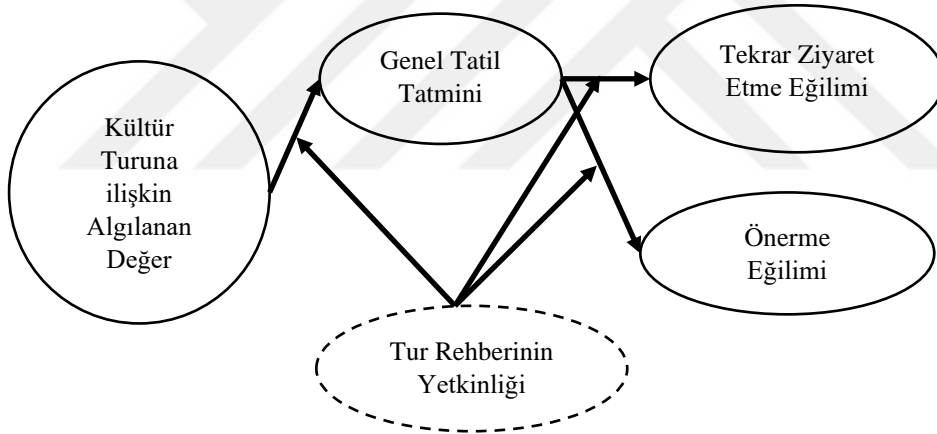 Kültür
Turuna
ilişkin
Algılanan
Değer
Genel Tatil
Tatmini
Tekrar Ziyaret
Etme Eğilimi
Önerme
Eğilimi
Tur Rehberinin
Yetkinliği